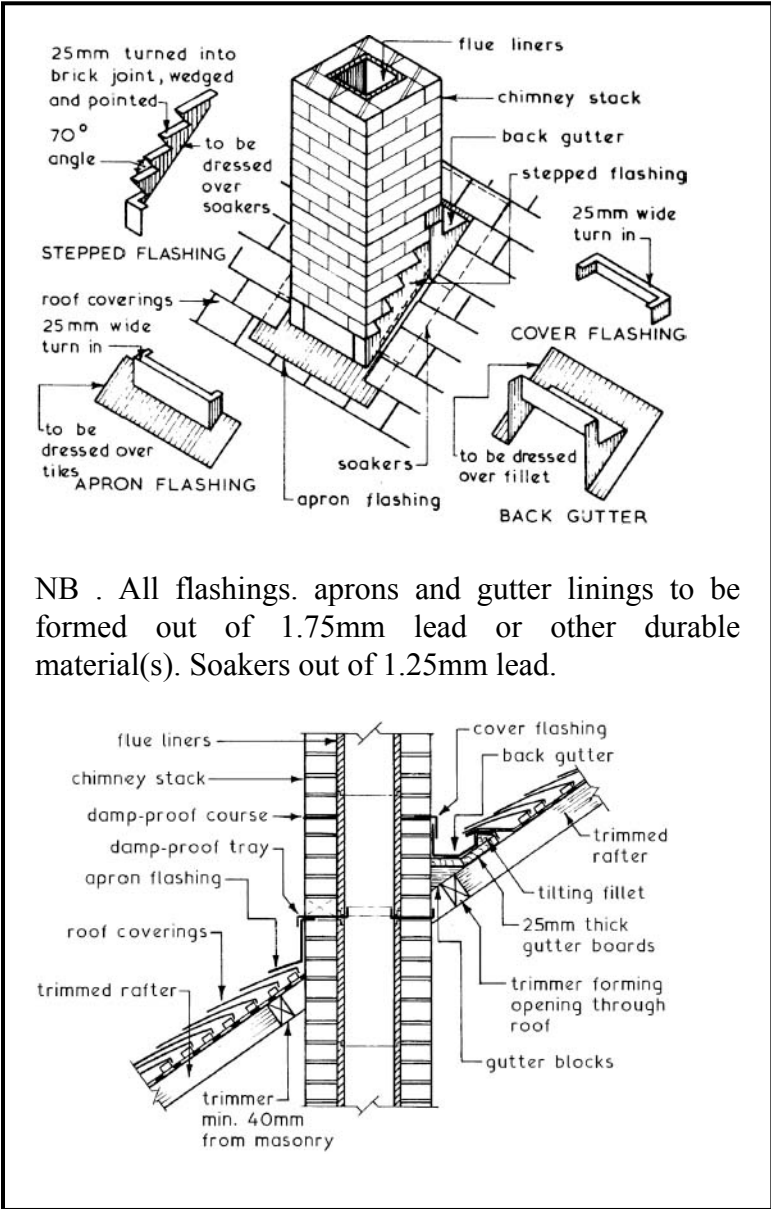 25mm turned into
brick joint, wedged
and pointed
70°
angle
to be
dressed
over
soakers
STEPPED FLASHING
flue liners
chimney stack
back gutter
stepped flashing
25mm wide
turn in
COVER FLASHING
roof coverings
25mm wide
turn in
to be
dressed over
tiles
APRON FLASHING
soakers
apron flashing
to be dressed
over fillet
BACK GUTTER
NB . All flashings. aprons and gutter linings to be
formed out of 1.75mm lead or other durable
material(s). Soakers out of 1.25mm lead.
flue liners
chimney stack
damp-proof course
damp-proof tray
apron flashing
roof coverings
trimmed rafter
trimmer
min. 40mm
from masonry
cover flashing
back gutter
trimmed
rafter
tilting fillet
25mm thick
gutter boards
trimmer forming
opening through
roof
gutter blocks